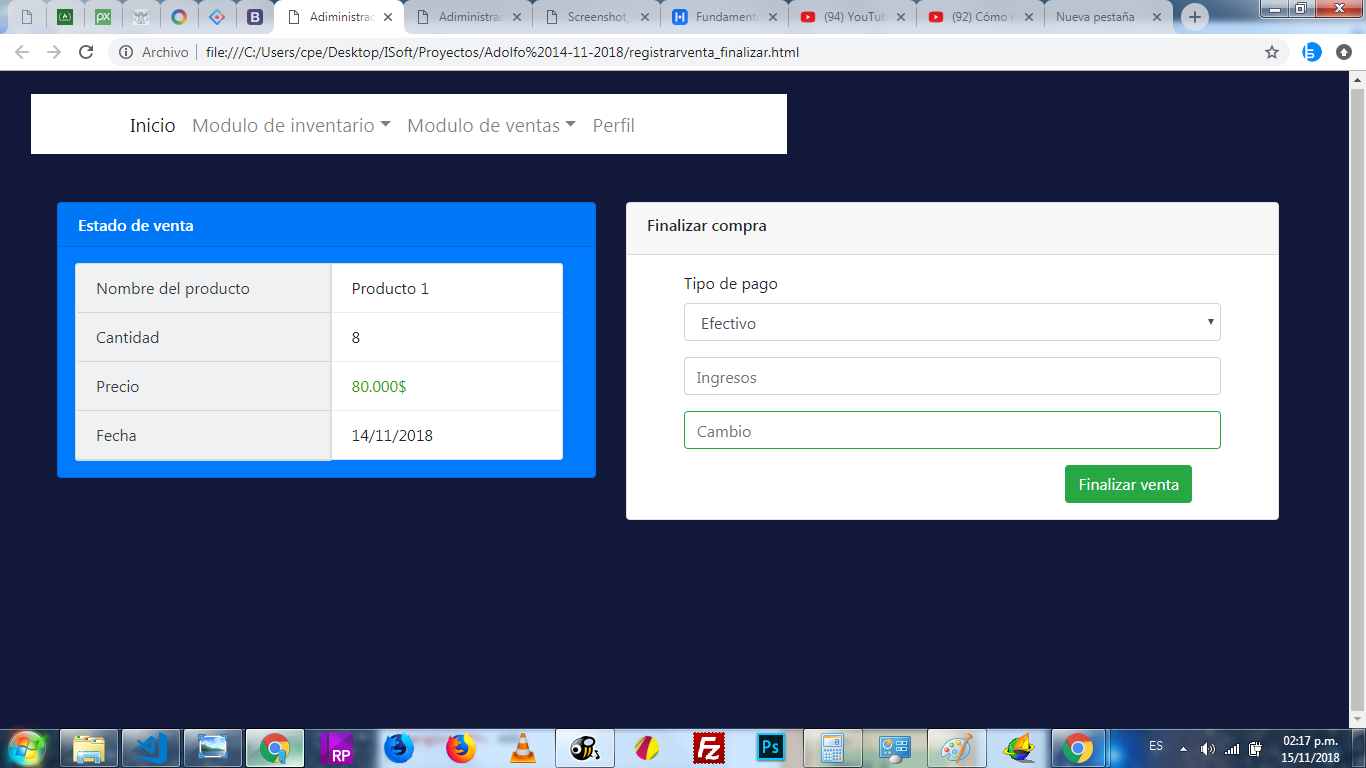 Adiministrac
Adiministrac
Screenshot_
Fundament
(94) YouTub
(92) Cómo r
Nueva pestaña
Archivo
file:///C:/Users/cpe/Desktop/ISoft/Proyectos/Adolfo%2014-11-2018/registrarventa_finalizar.html
Inicio Modulo de inventario Modulo de ventas Perfil
Estado de venta
Nombre del producto Producto 1
Cantidad 8
Precio 80.000$
Fecha 14/11/2018
Finalizar compra
Tipo de pago
Efectivo
Ingresos
Cambio
Finalizar venta
RP
Ps
ES
02:17 p.m.
15/11/2018